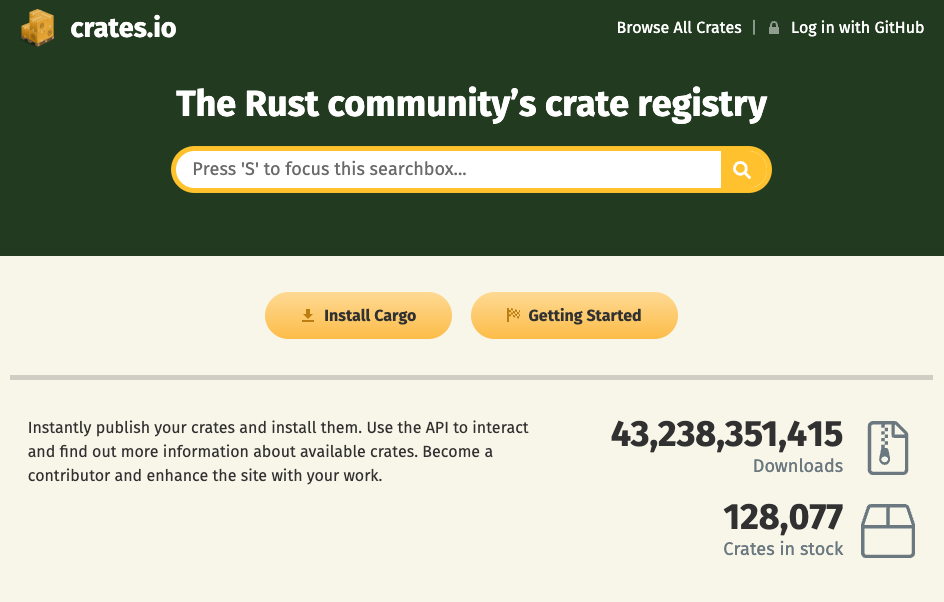 crates.io
Browse All Crates | Log in with GitHub
The Rust community’s crate registry
Press 'S' to focus this searchbox...
Install Cargo
Getting Started
Instantly publish your crates and install them. Use the API to interact
and find out more information about available crates. Become a
contributor and enhance the site with your work.
43,238,351,415
Downloads
128,077
Crates in stock